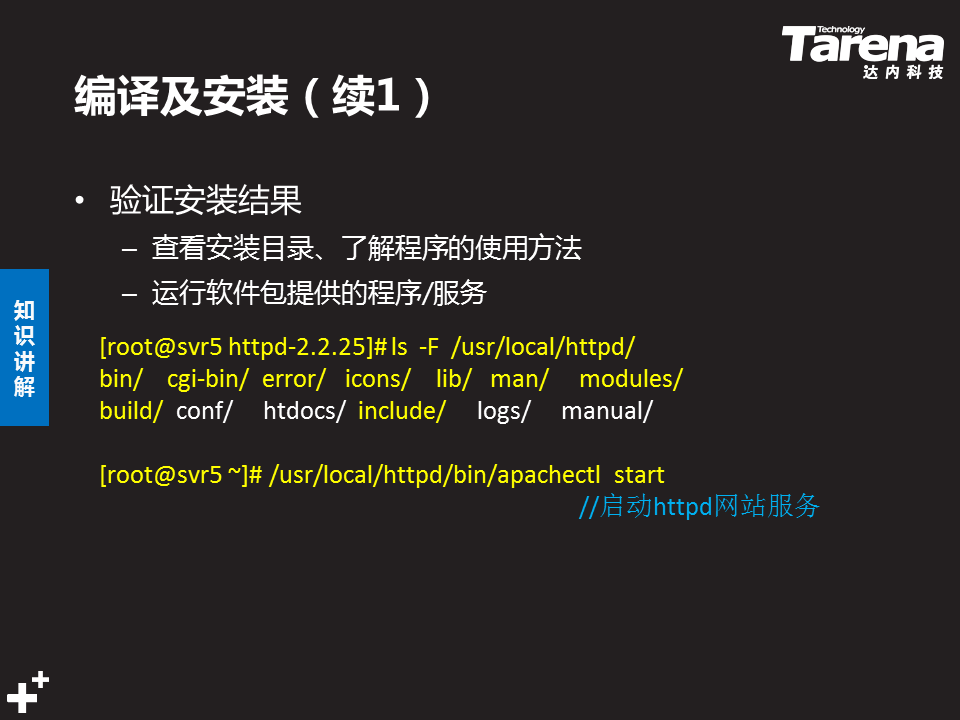 Technology
Tarena
达内科技
编译及安装（续1）
• 验证安装结果
– 查看安装目录、了解程序的使用方法
– 运行软件包提供的程序/服务
知识讲解
[root@svr5 httpd-2.2.25]# ls -F /usr/local/httpd/
bin/ cgi-bin/ error/ icons/ lib/ man/ modules/
build/ conf/ htdocs/ include/ logs/ manual/
[root@svr5 ~]# /usr/local/httpd/bin/apachectl start
//启动httpd网站服务